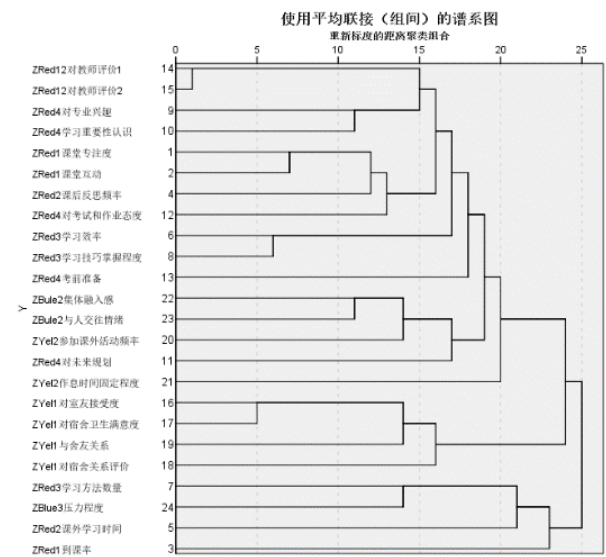 使用平均联接（组间）的谱系图
重新标度的距离聚类组合
0 5 10 15 20 25
ZRed12对教师评价1 14
ZRed12对教师评价2 15
ZRed4对专业兴趣 9
ZRed4学习重要性认识 10
ZRed1课堂专注度 1
ZRed1课堂互动 2
ZRed2课后反思频率 4
ZRed4对考试和作业态度 12
ZRed3学习效率 6
ZRed3学习技巧掌握程度 8
ZRed4考前准备 13
ZBule2集体融入感 22
ZBule2与人交往情绪 23
ZYel2参加课外活动频率 20
ZRed4对未来规划 11
ZYel2作息时间固定程度 21
ZYel1对室友接受度 16
ZYel1对宿舍卫生满意度 17
ZYel1与舍友关系 19
ZYel1对宿舍关系评价 18
ZRed3学习方法数量 7
ZBlue3压力程度 24
ZRed2课外学习时间 5
ZRed1到课率 3
Y